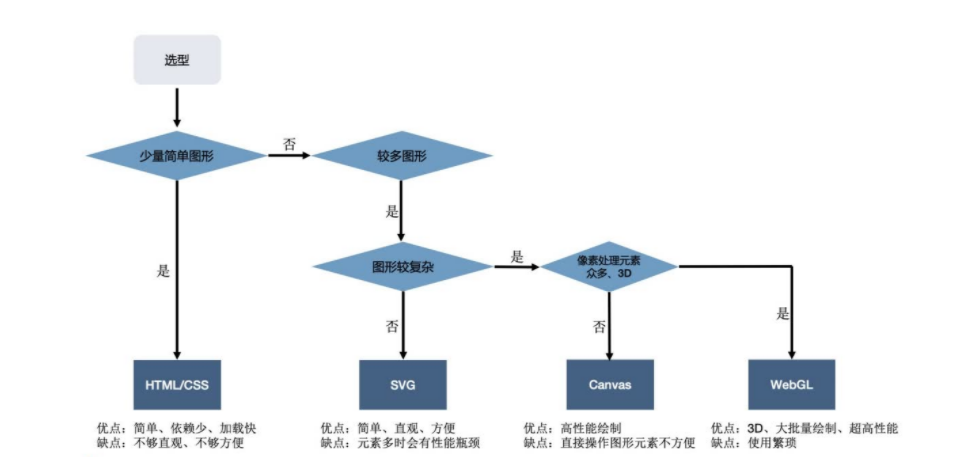 选型
少量简单图形
否
较多图形
是
图形较复杂
是
像素处理元素
众多、3D
是
否
否
是
HTML/CSS
SVG
Canvas
WebGL
优点：简单、依赖少、加载快
缺点：不够直观、不够方便
优点：简单、直观、方便
缺点：元素多时会有性能瓶颈
优点：高性能绘制
缺点：直接操作图形元素不方便
优点：3D、大批量绘制、超高性能
缺点：使用繁琐